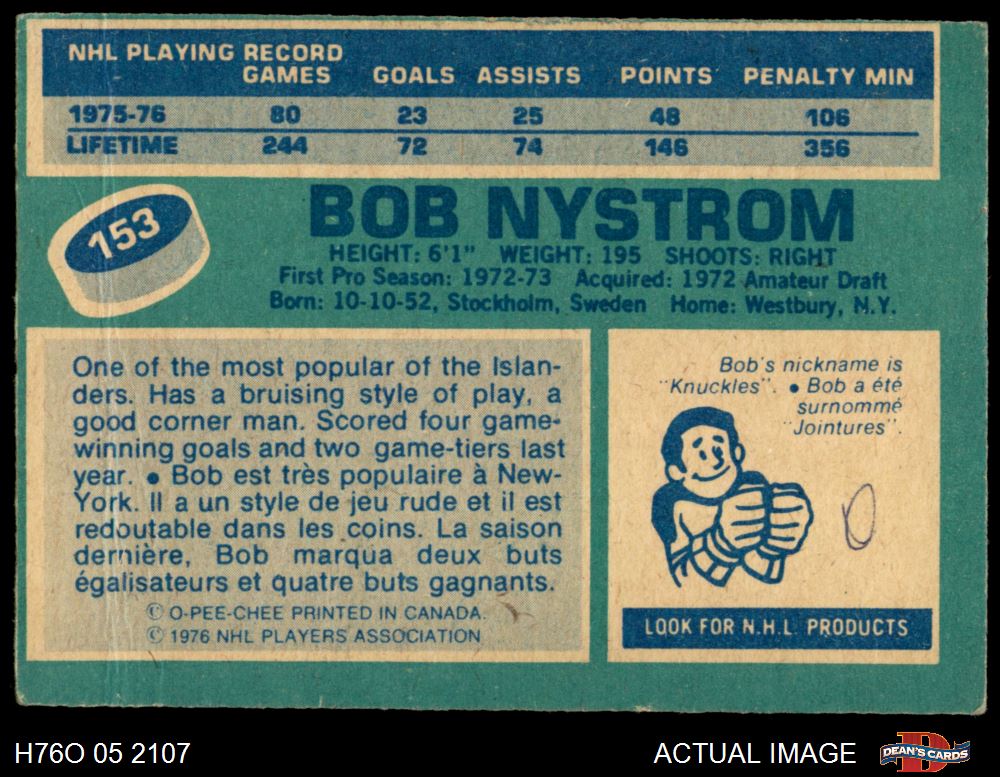 NHL PLAYING RECORD
GAMES GOALS ASSISTS POINTS PENALTY MIN
1975-76 80 23 25 48 106
LIFETIME 244 72 74 146 356
153
BOB NYSTROM
HEIGHT: 6'1" WEIGHT: 195 SHOOTS: RIGHT
First Pro Season: 1972-73 Acquired: 1972 Amateur Draft
Born: 10-10-52, Stockholm, Sweden Home: Westbury, N.Y.
One of the most popular of the Islan-
ders. Has a bruising style of play, a
good corner man. Scored four game-
winning goals and two game-tiers last
year. • Bob est très populaire à New-
York. Il a un style de jeu rude et il est
redoutable dans les coins. La saison
dernière, Bob marqua deux buts
égalisateurs et quatre buts gagnants.
© O-PEE-CHEE PRINTED IN CANADA.
© 1976 NHL PLAYERS ASSOCIATION
Bob's nickname is
"Knuckles". • Bob a été
surnommé
"Jointures".
0
LOOK FOR N.H.L. PRODUCTS
H76O 05 2107
ACTUAL IMAGE
D
DEAN'S CARDS